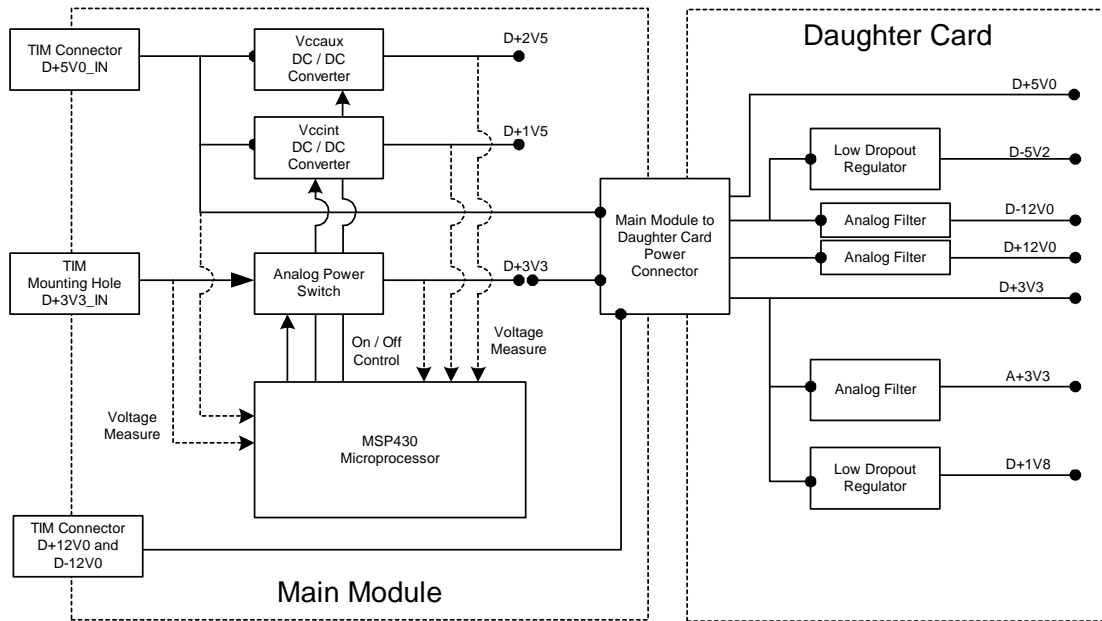 TIM Connector
D+5V0_IN
Vccaux
DC / DC
Converter
D+2V5
Vccint
DC / DC
Converter
D+1V5
TIM
Mounting Hole
D+3V3_IN
Analog Power
Switch
D+3V3
On / Off
Control
Voltage
Measure
Voltage
Measure
MSP430
Microprocessor
TIM Connector
D+12V0 and
D-12V0
Main Module
Main Module to
Daughter Card
Power
Connector
Daughter Card
D+5V0
Low Dropout
Regulator
D-5V2
Analog Filter
D-12V0
Analog Filter
D+12V0
D+3V3
Analog Filter
A+3V3
Low Dropout
Regulator
D+1V8